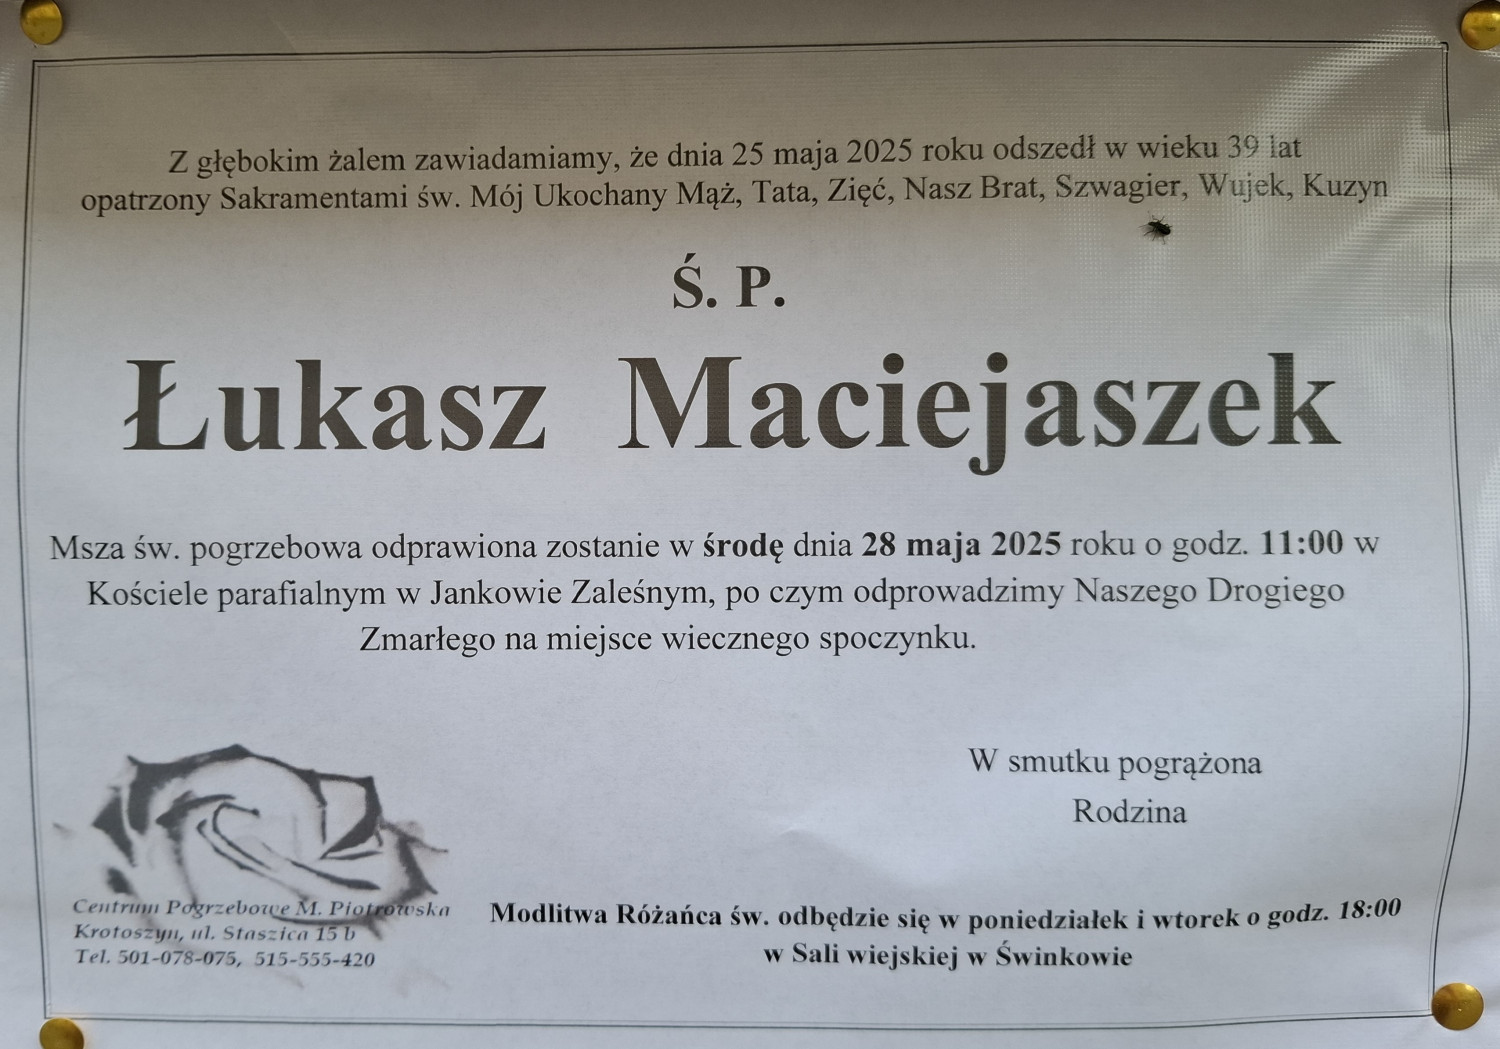 Z głębokim żalem zawiadamiamy, że dnia 25 maja 2025 roku odszedł w wieku 39 lat
opatrzony Sakramentami św. Mój Ukochany Mąż, Tata, Zięć, Nasz Brat, Szwagier, Wujek, Kuzyn
Ś. P.
Łukasz Maciejaszek
Msza św. pogrzebowa odprawiona zostanie w środę dnia 28 maja 2025 roku o godz. 11:00 w
Kościele parafialnym w Jankowie Zaleśnym, po czym odprowadzimy Naszego Drogiego
Zmarłego na miejsce wiecznego spoczynku.
W smutku pogrążona
Rodzina
Centrum Pogrzebowe M. Piotrowska
Krotoszyn, ul. Staszica 15 b
Tel. 501-078-075, 515-555-420
Modlitwa Różańca św. odbędzie się w poniedziałek i wtorek o godz. 18:00
w Sali wiejskiej w Świnkowie